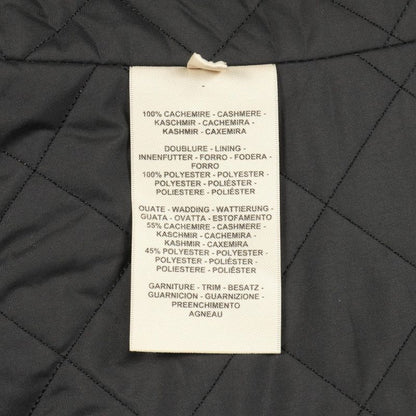 100% CACHEMIRE - CASHMERE -
KASCHMIR - CACHEMIRA -
KASHMIR - CAXEMIRA
DOUBLURE - LINING -
INNENFUTTER - FORRO - FODERA -
FORRO
100% POLYESTER - POLYESTER -
POLYESTER - POLIÉSTER -
POLIESTERE - POLIÉSTER
OUATE - WADDING - WATTIERUNG -
GUATA - OVATTA - ESTOFAMENTO
55% CACHEMIRE - CASHMERE -
KASCHMIR - CACHEMIRA -
KASHMIR - CAXEMIRA
45% POLYESTER - POLYESTER -
POLYESTER - POLIÉSTER -
POLIESTERE - POLIÉSTER
GARNITURE - TRIM - BESATZ -
GUARNICION - GUARNIZIONE -
PREENCHIMENTO
AGNEAU